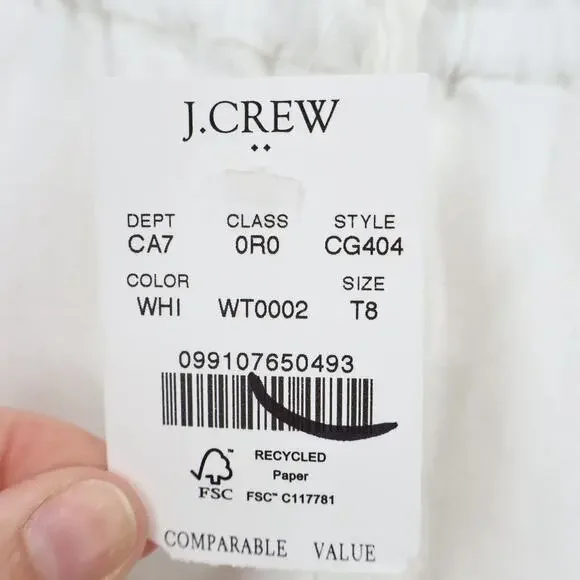 J.CREW
DEPT CLASS STYLE
CA7 0R0 CG404
COLOR SIZE
WHI WT0002 T8
099107650493
RECYCLED
Paper
FSC FSC™ C117781
COMPARABLE VALUE